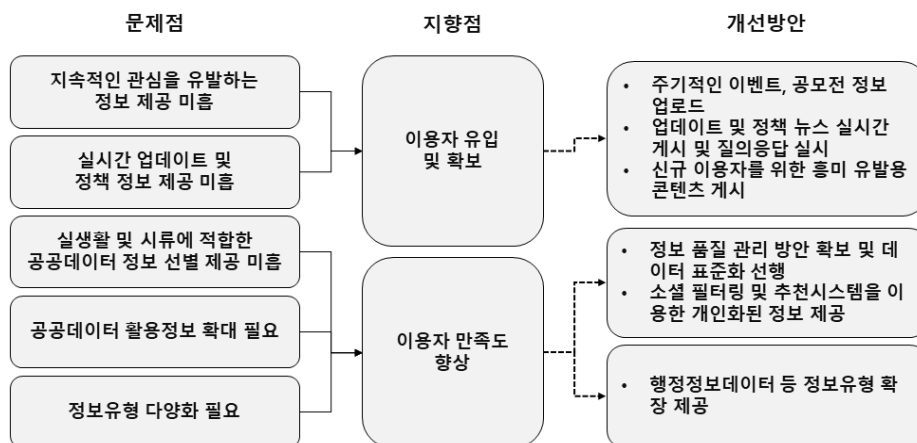 문제점
지향점
개선방안
지속적인 관심을 유발하는
정보 제공 미흡
실시간 업데이트 및
정책 정보 제공 미흡
실생활 및 시류에 적합한
공공데이터 정보 선별 제공 미흡
공공데이터 활용정보 확대 필요
정보유형 다양화 필요
이용자 유입
및 확보
이용자 만족도
향상
• 주기적인 이벤트, 공모전 정보
업로드
• 업데이트 및 정책 뉴스 실시간
게시 및 질의응답 실시
• 신규 이용자를 위한 흥미 유발용
콘텐츠 게시
• 정보 품질 관리 방안 확보 및 데
이터 표준화 선행
• 소셜 필터링 및 추천시스템을 이
용한 개인화된 정보 제공
• 행정정보데이터 등 정보유형 확
장 제공